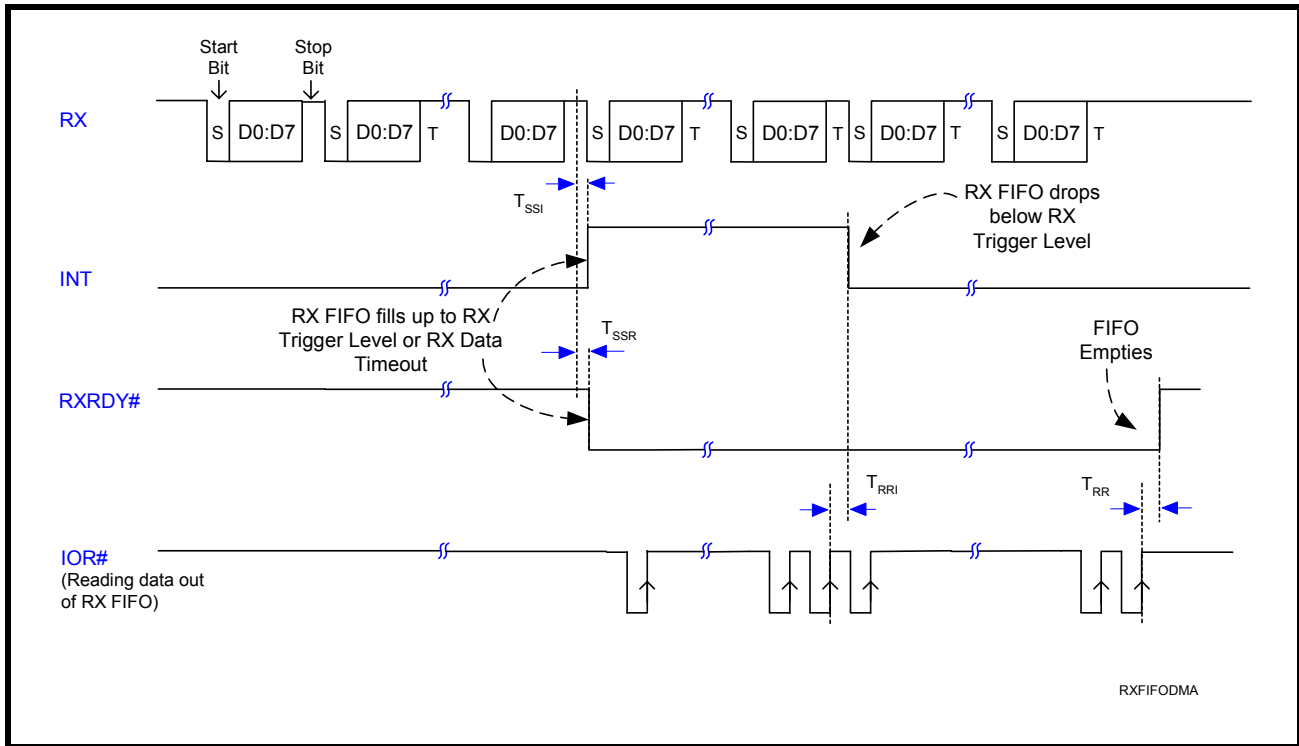 Start
Bit
Stop
Bit
RX
S D0:D7 S D0:D7 T D0:D7 S D0:D7 T S D0:D7 T S D0:D7 T S D0:D7 T
TSSI
RX FIFO drops
below RX
Trigger Level
INT
RX FIFO fills up to RX
Trigger Level or RX Data
Timeout
TSSR
FIFO
Empties
RXRDY#
TRRI
TRR
IOR#
(Reading data out
of RX FIFO)
RXFIFODMA